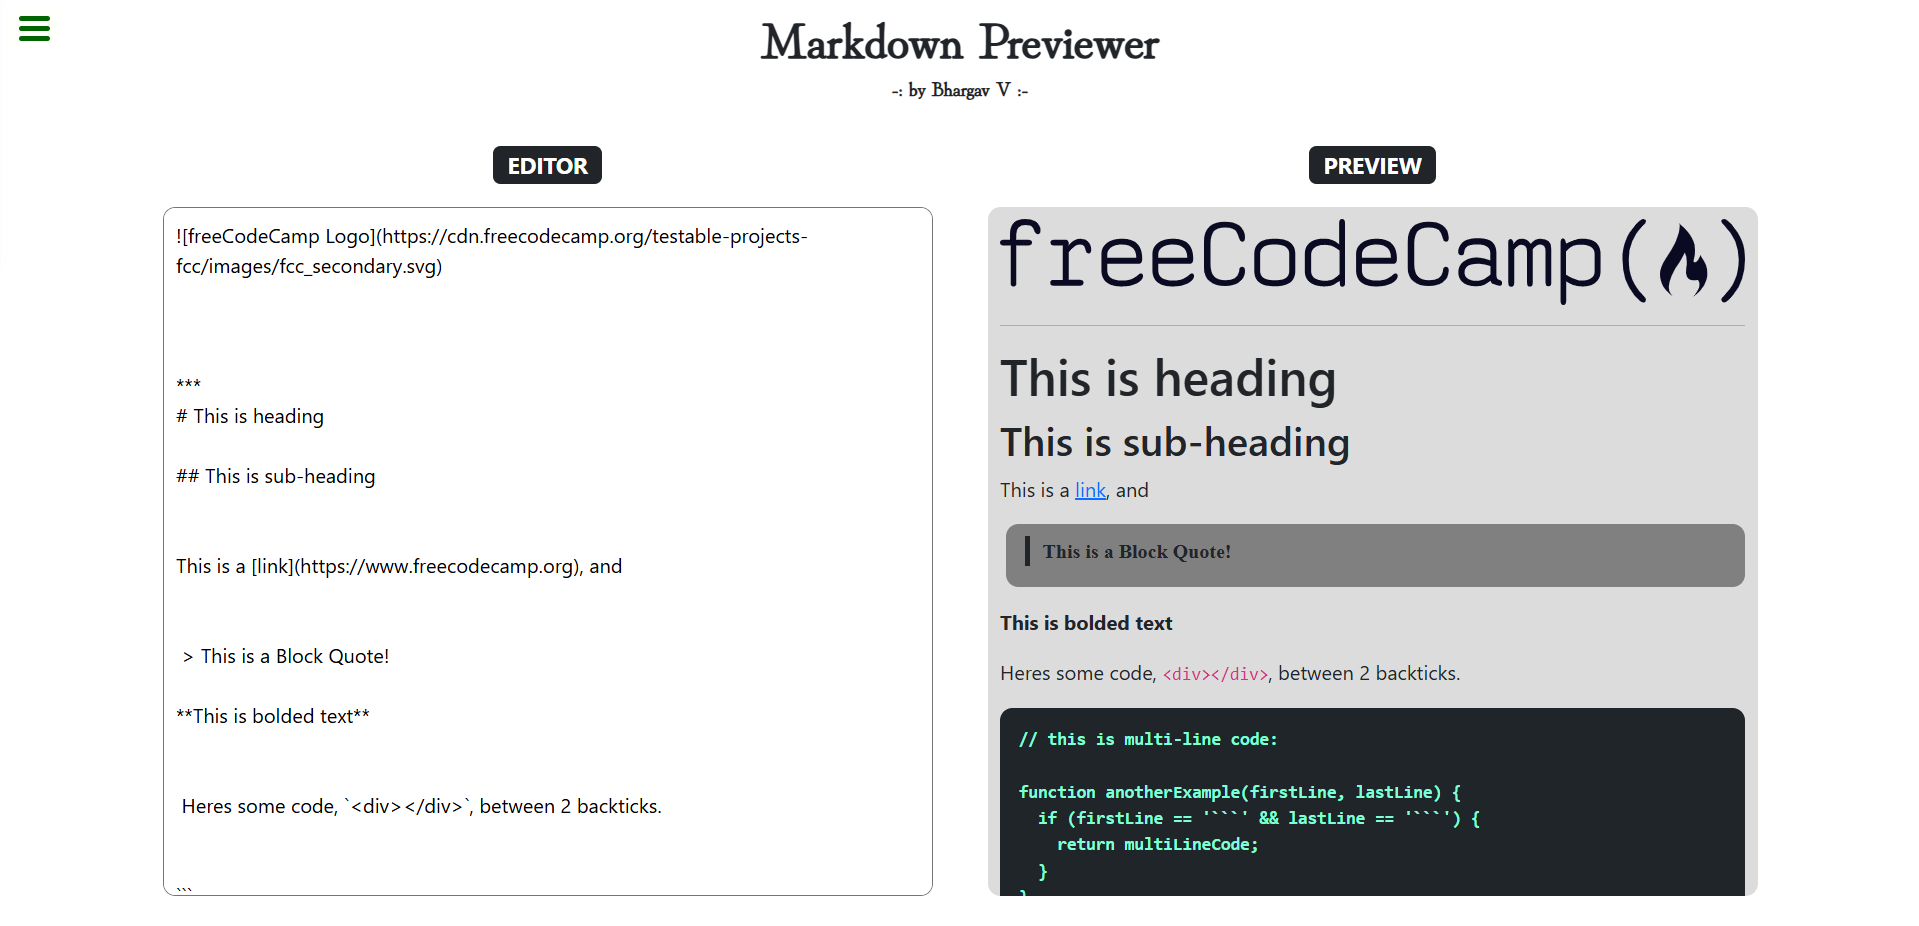 Markdown Previewer
-: by Bhargav V :-
EDITOR
![freeCodeCamp Logo](https://cdn.freecodecamp.org/testable-projects-
fcc/images/fcc_secondary.svg)
***
# This is heading
## This is sub-heading
This is a [link](https://www.freecodecamp.org), and
> This is a Block Quote!
**This is bolded text**
Heres some code, `<div></div>`, between 2 backticks.
```
PREVIEW
freeCodeCamp()
This is heading
This is sub-heading
This is a link, and
This is a Block Quote!
This is bolded text
Heres some code, <div></div>, between 2 backticks.
// this is multi-line code:
function anotherExample(firstLine, lastLine) {
  if (firstLine == '```' && lastLine == '```') {
    return multiLineCode;
  }
}